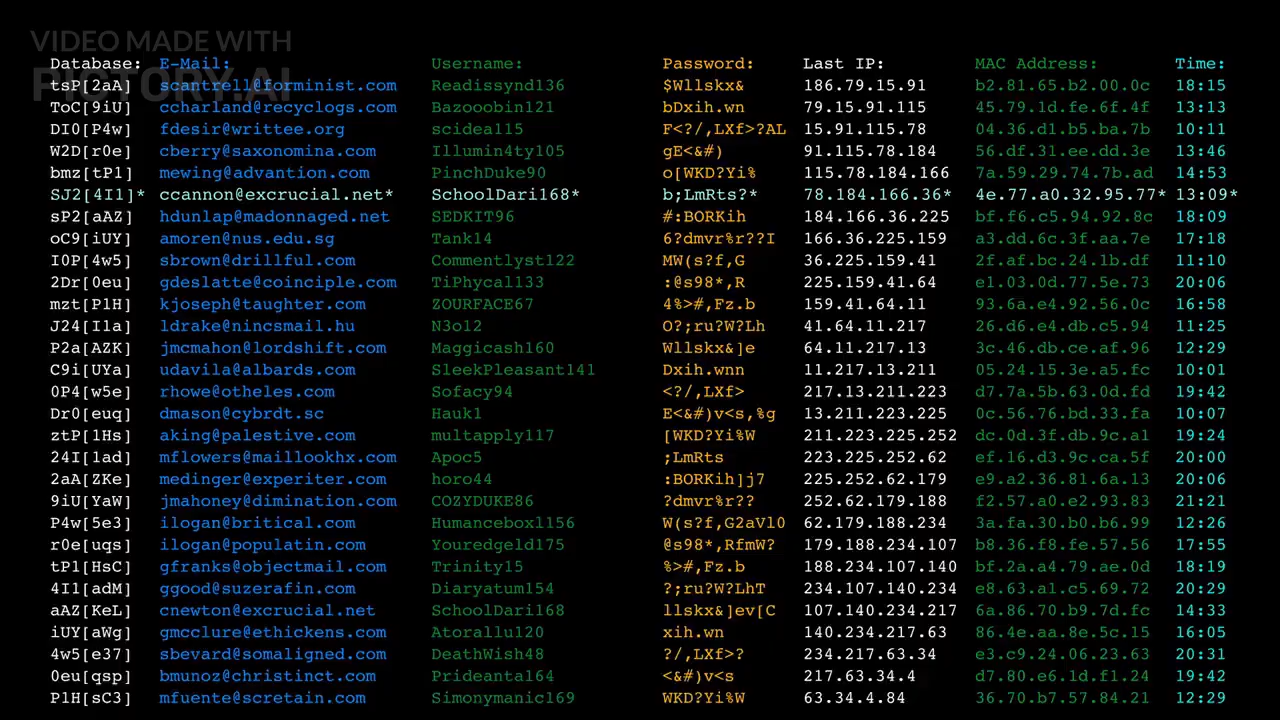 VIDEO MADE WITH
PICTORY.AI
Database: E-Mail: Username: Password: Last IP: MAC Address: Time:
tsP[2aA] scantrell@forminist.com Readissynd136 $Wllskx& 186.79.15.91 b2.81.65.b2.00.0c 18:15
ToC[9iU] ccharland@recyclogs.com Bazooobin121 bDxih.wn 79.15.91.115 45.79.1d.fe.6f.4f 13:13
DI0[P4w] fdesir@writtee.org scidea115 F<?/,LXf>?AL 15.91.115.78 04.36.d1.b5.ba.7b 10:11
W2D[r0e] cberry@saxonomina.com Illumin4ty105 gE<&#) 91.115.78.184 56.df.31.ee.dd.3e 13:46
bmz[tP1] mewing@advantion.com PinchDuke90 o[WKD?Yi% 115.78.184.166 7a.59.29.74.7b.ad 14:53
SJ2[4I1]* ccannon@excrucial.net* SchoolDari168* b;LmRts?* 78.184.166.36* 4e.77.a0.32.95.77* 13:09*
sP2[aAZ] hdunlap@madonnaged.net SEDKIT96 #:BORKih 184.166.36.225 bf.f6.c5.94.92.8c 18:09
oC9[iUY] amoren@nus.edu.sg Tank14 6?dmvr%r??I 166.36.225.159 a3.dd.6c.3f.aa.7e 17:18
I0P[4w5] sbrown@drillful.com Commentlyst122 MW(s?f,G 36.225.159.41 2f.af.bc.24.1b.df 11:10
2Dr[0eu] gdeslatte@coinciple.com TiPhycal133 :@s98*,R 225.159.41.64 e1.03.0d.77.5e.73 20:06
mzt[P1H] kjoseph@taughter.com ZOURFACE67 4%>#,Fz.b 159.41.64.11 93.6a.e4.92.56.0c 16:58
J24[I1a] ldrake@nincsmail.hu N3o12 O?;ru?W?Lh 41.64.11.217 26.d6.e4.db.c5.94 11:25
P2a[AZK] jmcmahon@lordshift.com Maggicash160 Wllskx&]e 64.11.217.13 3c.46.db.ce.af.96 12:29
C9i[UYa] udavila@albards.com SleekPleasant141 Dxih.wnn 11.217.13.211 05.24.15.3e.a5.fc 10:01
0P4[w5e] rhowe@otheles.com Sofacy94 <?/,LXf> 217.13.211.223 d7.7a.5b.63.0d.fd 19:42
Dr0[euq] dmason@cybrdt.sc Hauk1 E<&#)v<s,%g 13.211.223.225 0c.56.76.bd.33.fa 10:07
ztP[1Hs] aking@palestive.com multapply117 [WKD?Yi%W 211.223.225.252 dc.0d.3f.db.9c.a1 19:24
24I[1ad] mflowers@maillookhx.com Apoc5 ;LmRts 223.225.252.62 ef.16.d3.9c.ca.5f 20:00
2aA[ZKe] medinger@experiter.com horo44 :BORKih]j7 225.252.62.179 e9.a2.36.81.6a.13 20:06
9iU[YaW] jmahoney@dimination.com COZYDUKE86 ?dmvr%r?? 252.62.179.188 f2.57.a0.e2.93.83 21:21
P4w[5e3] ilogan@britical.com Humanceboxl156 W(s?f,G2aVl0 62.179.188.234 3a.fa.30.b0.b6.99 12:26
r0e[uqs] ilogan@populatin.com Youredgeld175 @s98*,RfmW? 179.188.234.107 b8.36.f8.fe.57.56 17:55
tP1[HsC] gfranks@objectmail.com Trinity15 %>#,Fz.b 188.234.107.140 bf.2a.a4.79.ae.0d 18:19
4I1[adM] ggood@suzerafin.com Diaryatum154 ?;ru?W?LhT 234.107.140.234 e8.63.a1.c5.69.72 20:29
aAZ[KeL] cnewton@excrucial.net SchoolDari168 llskx&]ev[C 107.140.234.217 6a.86.70.b9.7d.fc 14:33
iUY[aWg] gmcclure@ethickens.com Atorallu120 xih.wn 140.234.217.63 86.4e.aa.8e.5c.15 16:05
4w5[e37] sbevard@somaligned.com DeathWish48 ?/,LXf>? 234.217.63.34 e3.c9.24.06.23.63 20:31
0eu[qsp] bmunoz@christinct.com Prideantal64 <&#)v<s 217.63.34.4 d7.80.e6.1d.f1.24 19:42
P1H[sC3] mfuente@scretain.com Simonymanic169 WKD?Yi%W 63.34.4.84 36.70.b7.57.84.21 12:29